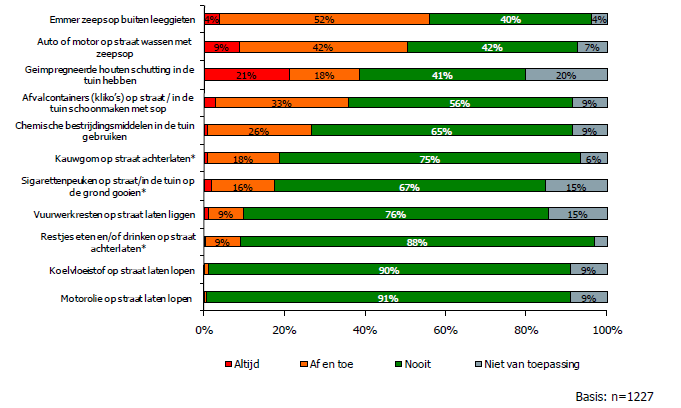 Emmer zeepsop buiten leeggieten
4% 52% 40% 4%
Auto of motor op straat wassen met
zeepsop
9% 42% 42% 7%
Geïmpregneerde houten schutting in de
tuin hebben
21% 18% 41% 20%
Afvalcontainers (kliko's) op straat / in de
tuin schoonmaken met sop
33% 56% 9%
Chemische bestrijdingsmiddelen in de tuin
gebruiken
26% 65% 9%
Kauwgom op straat achterlaten*
18% 75% 6%
Sigarettenpeuken op straat/in de tuin op
de grond gooien*
16% 67% 15%
Vuurwerkresten op straat laten liggen
9% 76% 15%
Restjes eten en/of drinken op straat
achterlaten*
9% 88%
Koelvloeistof op straat laten lopen
90% 9%
Motorolie op straat laten lopen
91% 9%
0% 20% 40% 60% 80% 100%
Altijd Af en toe Nooit Niet van toepassing
Basis: n=1227